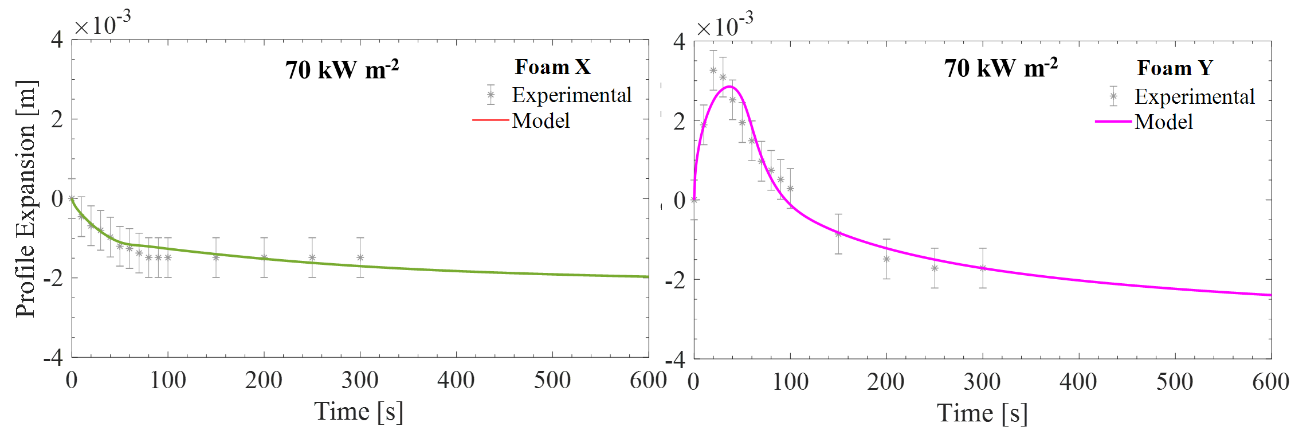 ×10⁻³
4
2
0
-2
-4
Profile Expansion [m]
70 kW m⁻²
Foam X
Experimental
Model
0 100 200 300 400 500 600
Time [s]
×10⁻³
4
2
0
-2
-4
70 kW m⁻²
Foam Y
Experimental
Model
0 100 200 300 400 500 600
Time [s]